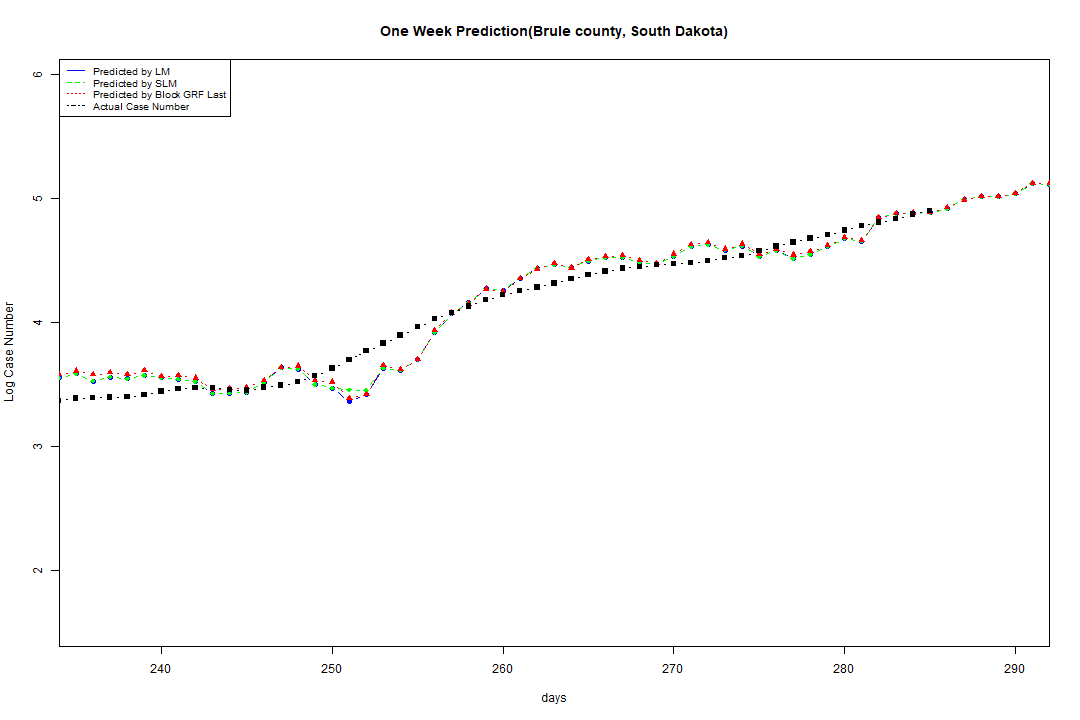 One Week Prediction(Brule county, South Dakota)
Predicted by LM
Predicted by SLM
Predicted by Block GRF Last
Actual Case Number
6
5
4
3
2
Log Case Number
240 250 260 270 280 290
days